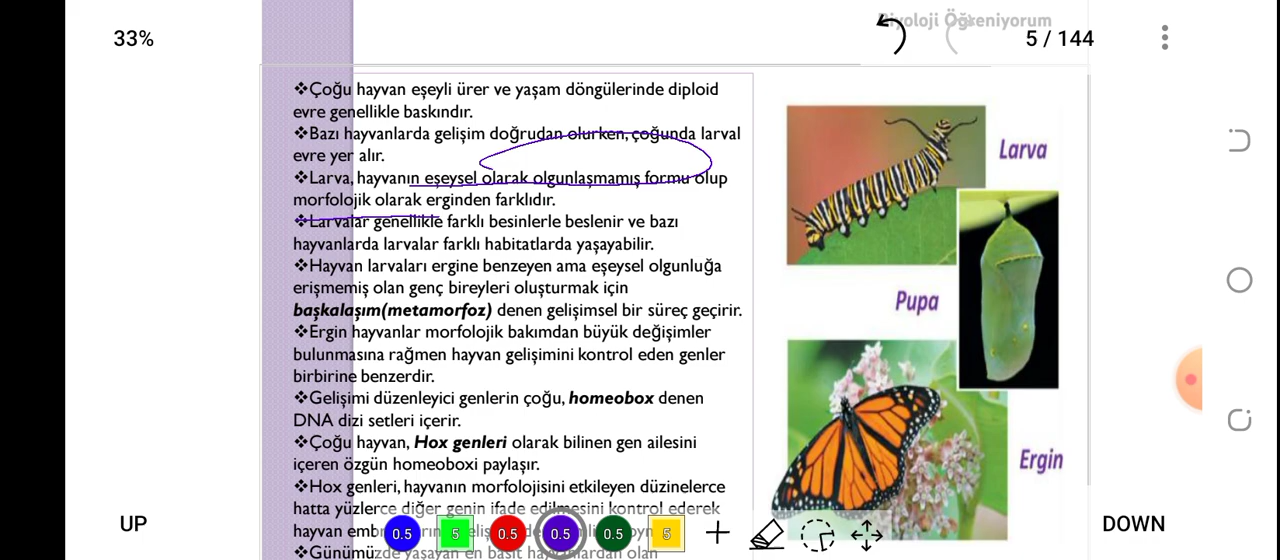 Biyoloji Öğreniyorum
33%
5 / 144
❖Çoğu hayvan eşeyli ürer ve yaşam döngülerinde diploid
evre genellikle baskındır.
❖Bazı hayvanlarda gelişim doğrudan olurken, çoğunda larval
evre yer alır.
❖Larva, hayvanın eşeysel olarak olgunlaşmamış formu olup
morfolojik olarak erginden farklıdır.
❖Larvalar genellikle farklı besinlerle beslenir ve bazı
hayvanlarda larvalar farklı habitatlarda yaşayabilir.
❖Hayvan larvaları ergine benzeyen ama eşeysel olgunluğa
erişmemiş olan genç bireyleri oluşturmak için
başkalaşım(metamorfoz) denen gelişimsel bir süreç geçirir.
❖Ergin hayvanlar morfolojik bakımdan büyük değişimler
bulunmasına rağmen hayvan gelişimini kontrol eden genler
birbirine benzerdir.
❖Gelişimi düzenleyici genlerin çoğu, homeobox denen
DNA dizi setleri içerir.
❖Çoğu hayvan, Hox genleri olarak bilinen gen ailesini
içeren özgün homeoboxi paylaşır.
❖Hox genleri, hayvanın morfolojisini etkileyen düzinelerce
hatta yüzlerce diğer genin ifade edilmesini kontrol ederek
hayvan
❖Günümüzde yaşayan en basit hayvanlardan olan
Larva
Pupa
Ergin
0.5
5
0.5
0.5
0.5
5
UP
DOWN